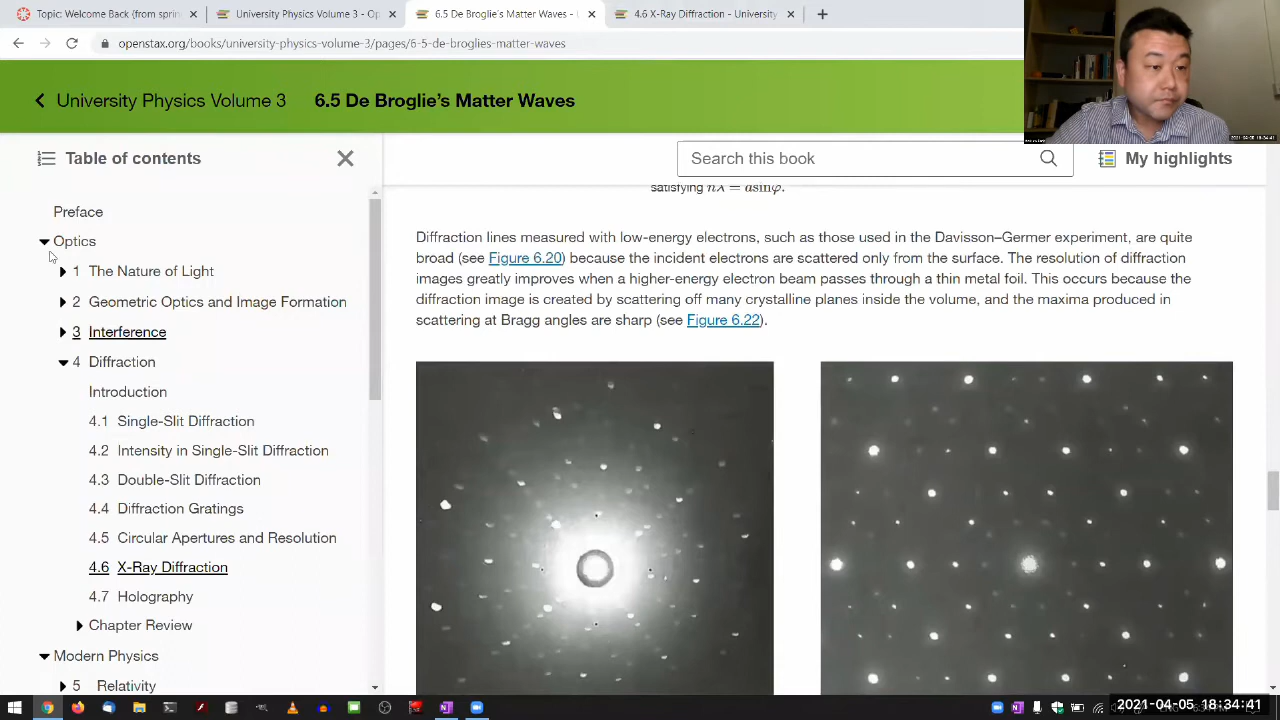 Topic: Welcome! (from sprin
University Physics Volume 3 - Op
6.5 De Broglie's Matter Waves -
4.6 X-Ray Diffraction - University
openstax.org/books/university-physics-volume-3/pages/6-5-de-broglies-matter-waves
2021-04-05 18:34:41
University Physics Volume 3
6.5 De Broglie's Matter Waves
Table of contents
Search this book
My highlights
Preface
Optics
1 The Nature of Light
2 Geometric Optics and Image Formation
3 Interference
4 Diffraction
Introduction
4.1 Single-Slit Diffraction
4.2 Intensity in Single-Slit Diffraction
4.3 Double-Slit Diffraction
4.4 Diffraction Gratings
4.5 Circular Apertures and Resolution
4.6 X-Ray Diffraction
4.7 Holography
Chapter Review
Modern Physics
5 Relativity
satisfying nλ = asinφ.
Diffraction lines measured with low-energy electrons, such as those used in the Davisson–Germer experiment, are quite
broad (see Figure 6.20) because the incident electrons are scattered only from the surface. The resolution of diffraction
images greatly improves when a higher-energy electron beam passes through a thin metal foil. This occurs because the
diffraction image is created by scattering off many crystalline planes inside the volume, and the maxima produced in
scattering at Bragg angles are sharp (see Figure 6.22).
2021-04-05 18:34:41